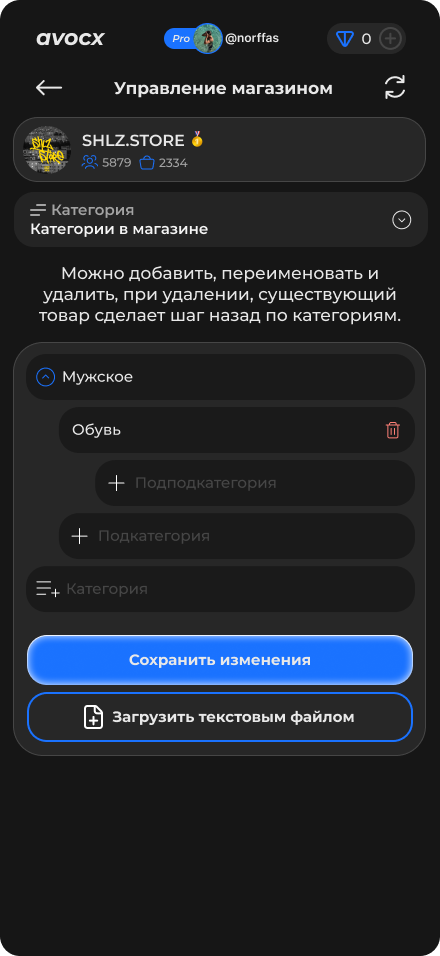 avocx
Pro @norffas
0
Управление магазином
SHLZ.STORE 🥇
5879 2334
Категория
Категории в магазине
Можно добавить, переименовать и
удалить, при удалении, существующий
товар сделает шаг назад по категориям.
Мужское
Обувь
Подподкатегория
Подкатегория
Категория
Сохранить изменения
Загрузить текстовым файлом